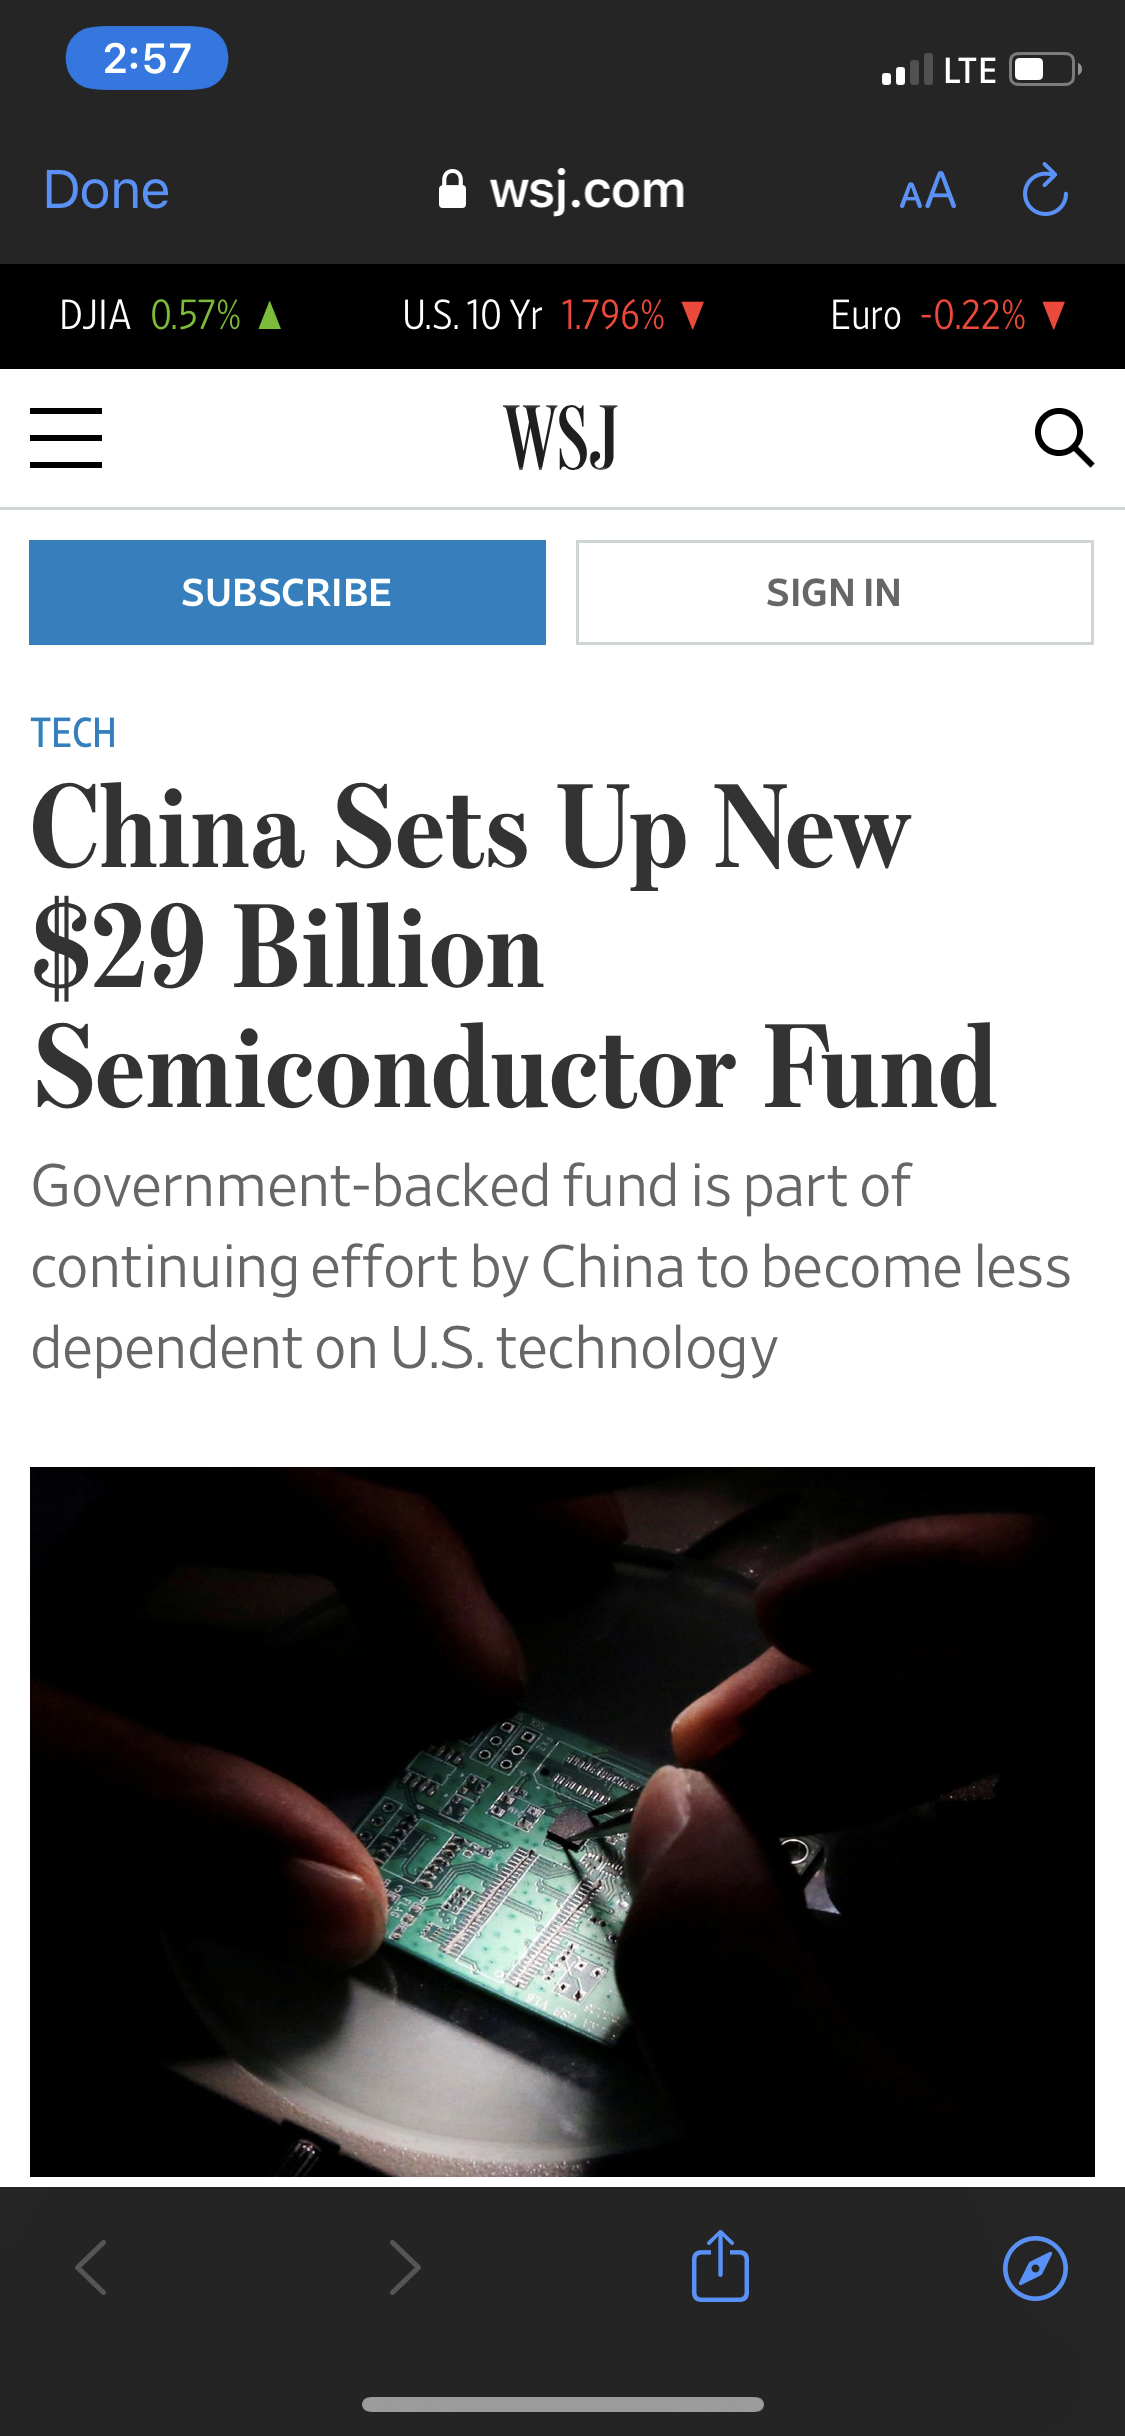 2:57
LTE
Done
wsj.com
AA
DJIA 0.57% ▲ U.S. 10 Yr 1.796% ▼ Euro -0.22% ▼
WSJ
SUBSCRIBE
SIGN IN
TECH
China Sets Up New
$29 Billion
Semiconductor Fund
Government-backed fund is part of
continuing effort by China to become less
dependent on U.S. technology